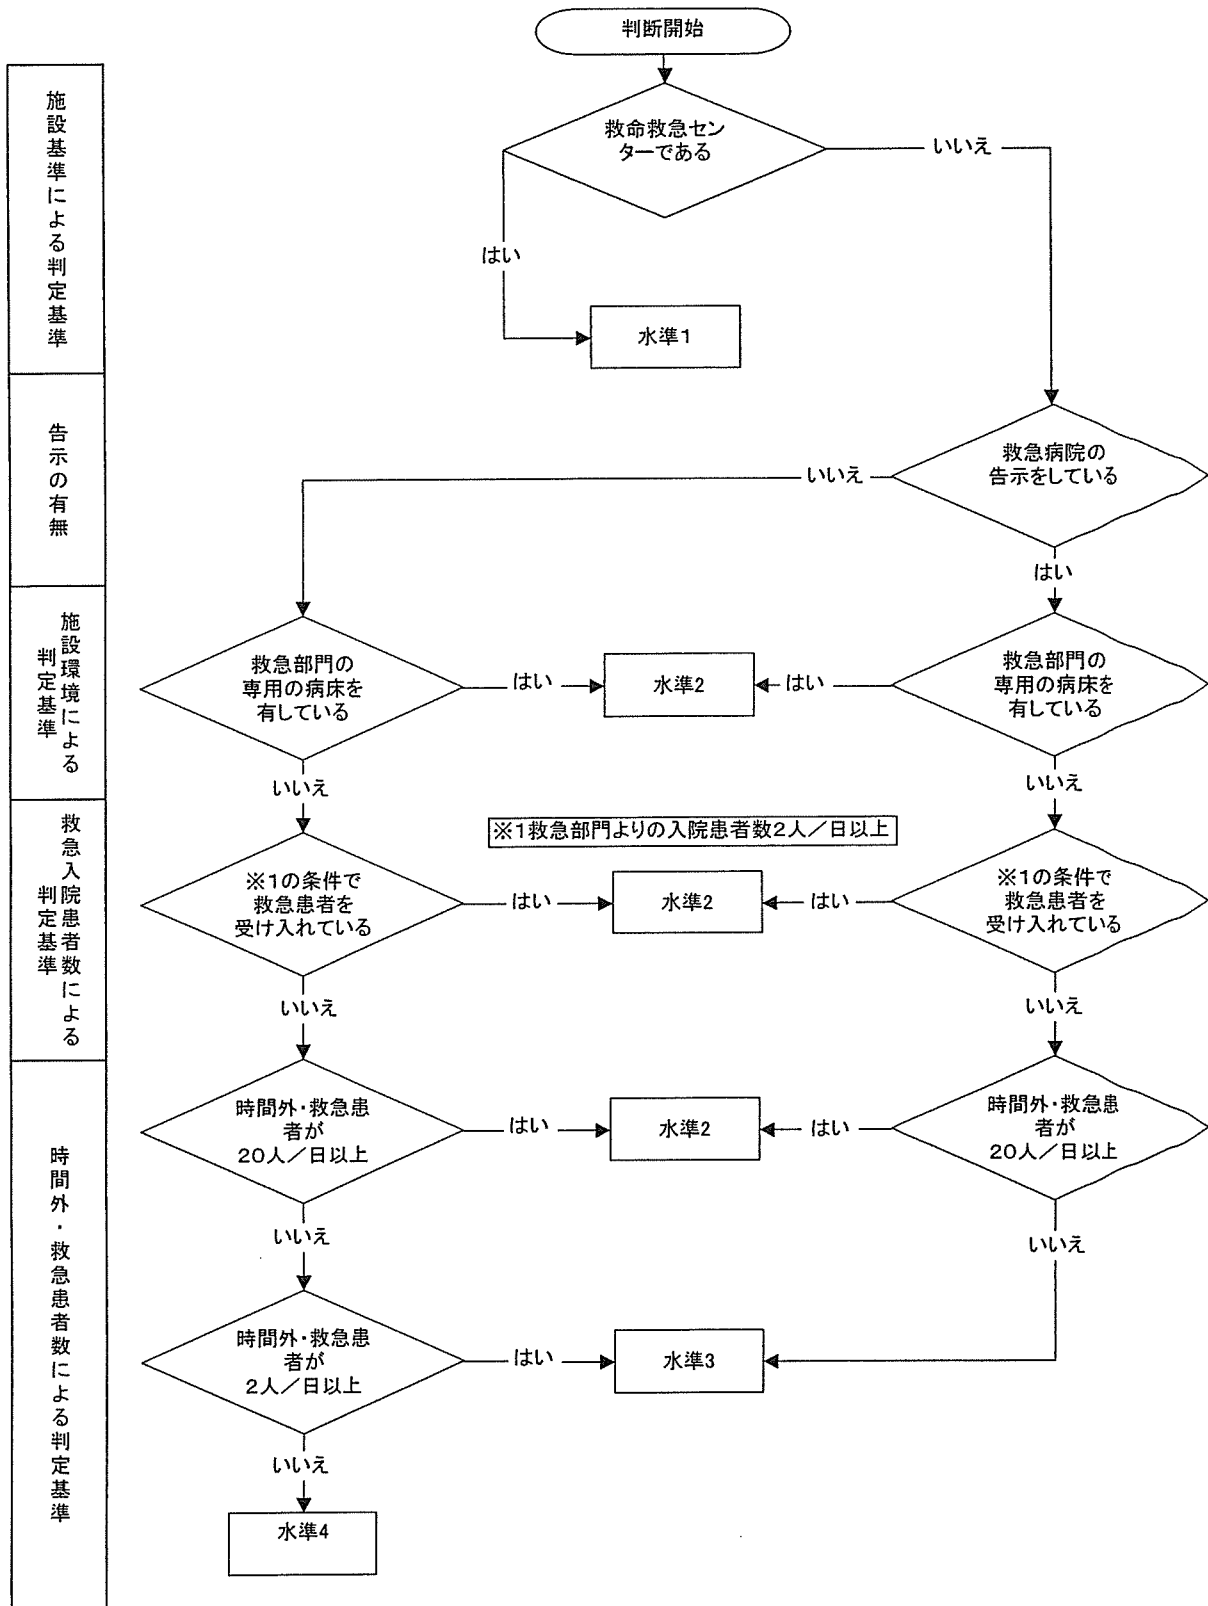 判断開始
施設基準による判定基準
救命救急セン
ターである
いいえ
はい
水準1
告示の有無
救急病院の
告示をしている
いいえ
はい
施設環境による
判定基準
救急部門の
専用の病床を
有している
はい
水準2
はい
救急部門の
専用の病床を
有している
いいえ
いいえ
救急入院患者数による
判定基準
※1救急部門よりの入院患者数2人/日以上
※1の条件で
救急患者を
受け入れている
はい
水準2
はい
※1の条件で
救急患者を
受け入れている
いいえ
いいえ
時間外・救急患者数による判定基準
時間外・救急患
者が
20人/日以上
はい
水準2
はい
時間外・救急患
者が
20人/日以上
いいえ
いいえ
時間外・救急患
者が
2人/日以上
はい
水準3
いいえ
水準4